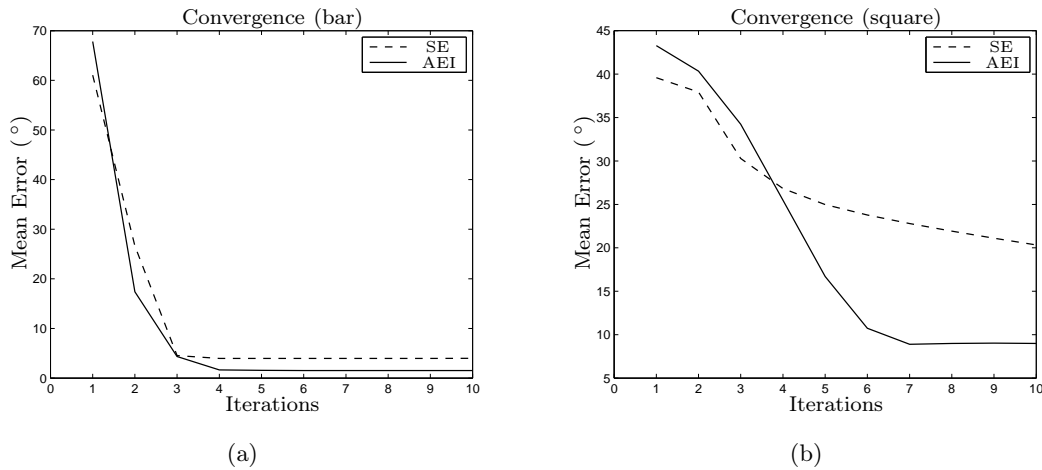 Convergence (bar)
70
60
50
40
30
20
10
0
Mean Error (°)
SE
AEI
0 1 2 3 4 5 6 7 8 9 10
Iterations
(a)
Convergence (square)
45
40
35
30
25
20
15
10
5
Mean Error (°)
SE
AEI
0 1 2 3 4 5 6 7 8 9 10
Iterations
(b)